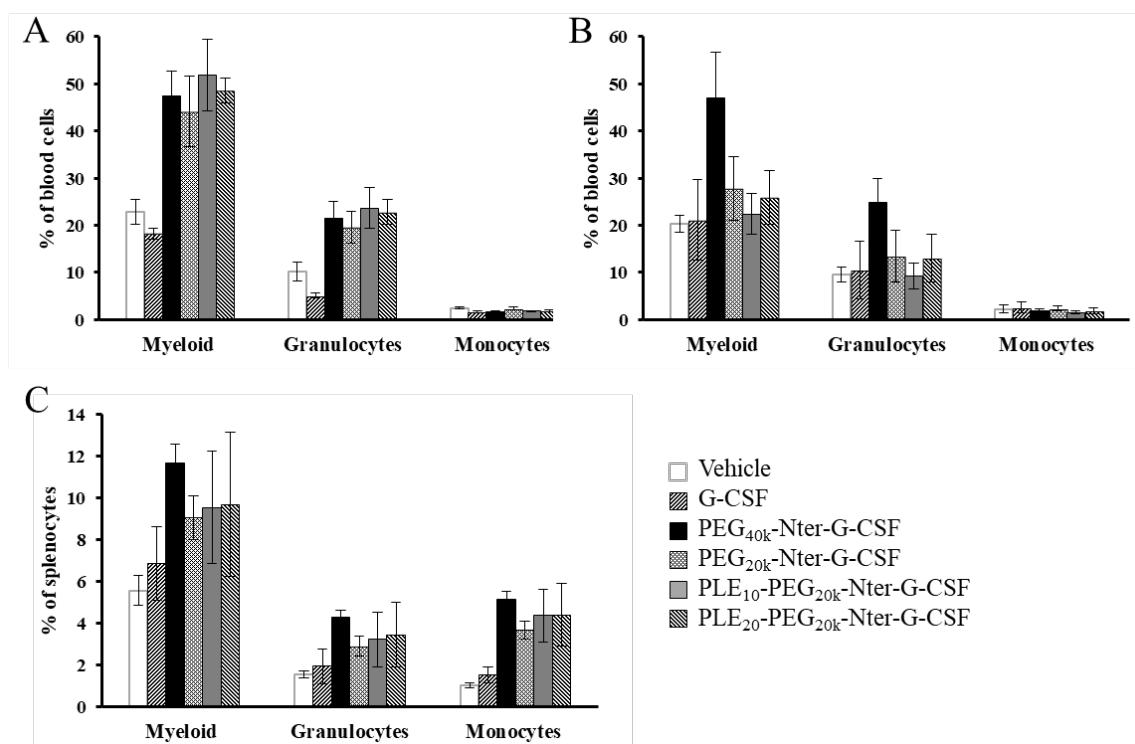 A
60
50
40
30
20
10
0
% of blood cells
Myeloid Granulocytes Monocytes
B
60
50
40
30
20
10
0
% of blood cells
Myeloid Granulocytes Monocytes
C
14
12
10
8
6
4
2
0
% of splenocytes
Myeloid Granulocytes Monocytes
Vehicle
G-CSF
PEG40k-Nter-G-CSF
PEG20k-Nter-G-CSF
PLE10-PEG20k-Nter-G-CSF
PLE20-PEG20k-Nter-G-CSF